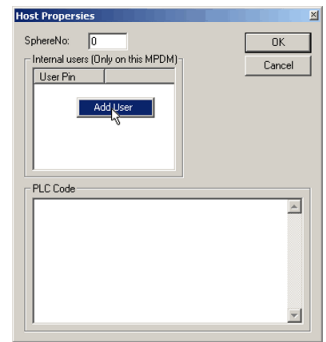 Host Propersies
SphereNo: 0
OK
Internal users (Only on this MPDM)
Cancel
User Pin
Add User
PLC Code